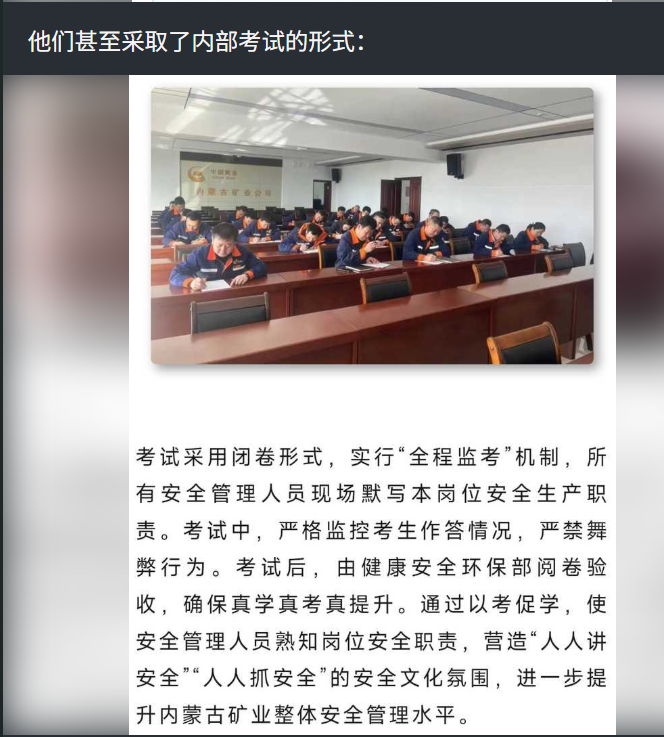 他们甚至采取了内部考试的形式：
中国黄金
内蒙古矿业公司
考试采用闭卷形式，实行“全程监考”机制，所
有安全管理人员现场默写本岗位安全生产职
责。考试中，严格监控考生作答情况，严禁舞
弊行为。考试后，由健康安全环保部阅卷验
收，确保真学真考真提升。通过以考促学，使
安全管理人员熟知岗位安全职责，营造“人人讲
安全”“人人抓安全”的安全文化氛围，进一步提
升内蒙古矿业整体安全管理水平。